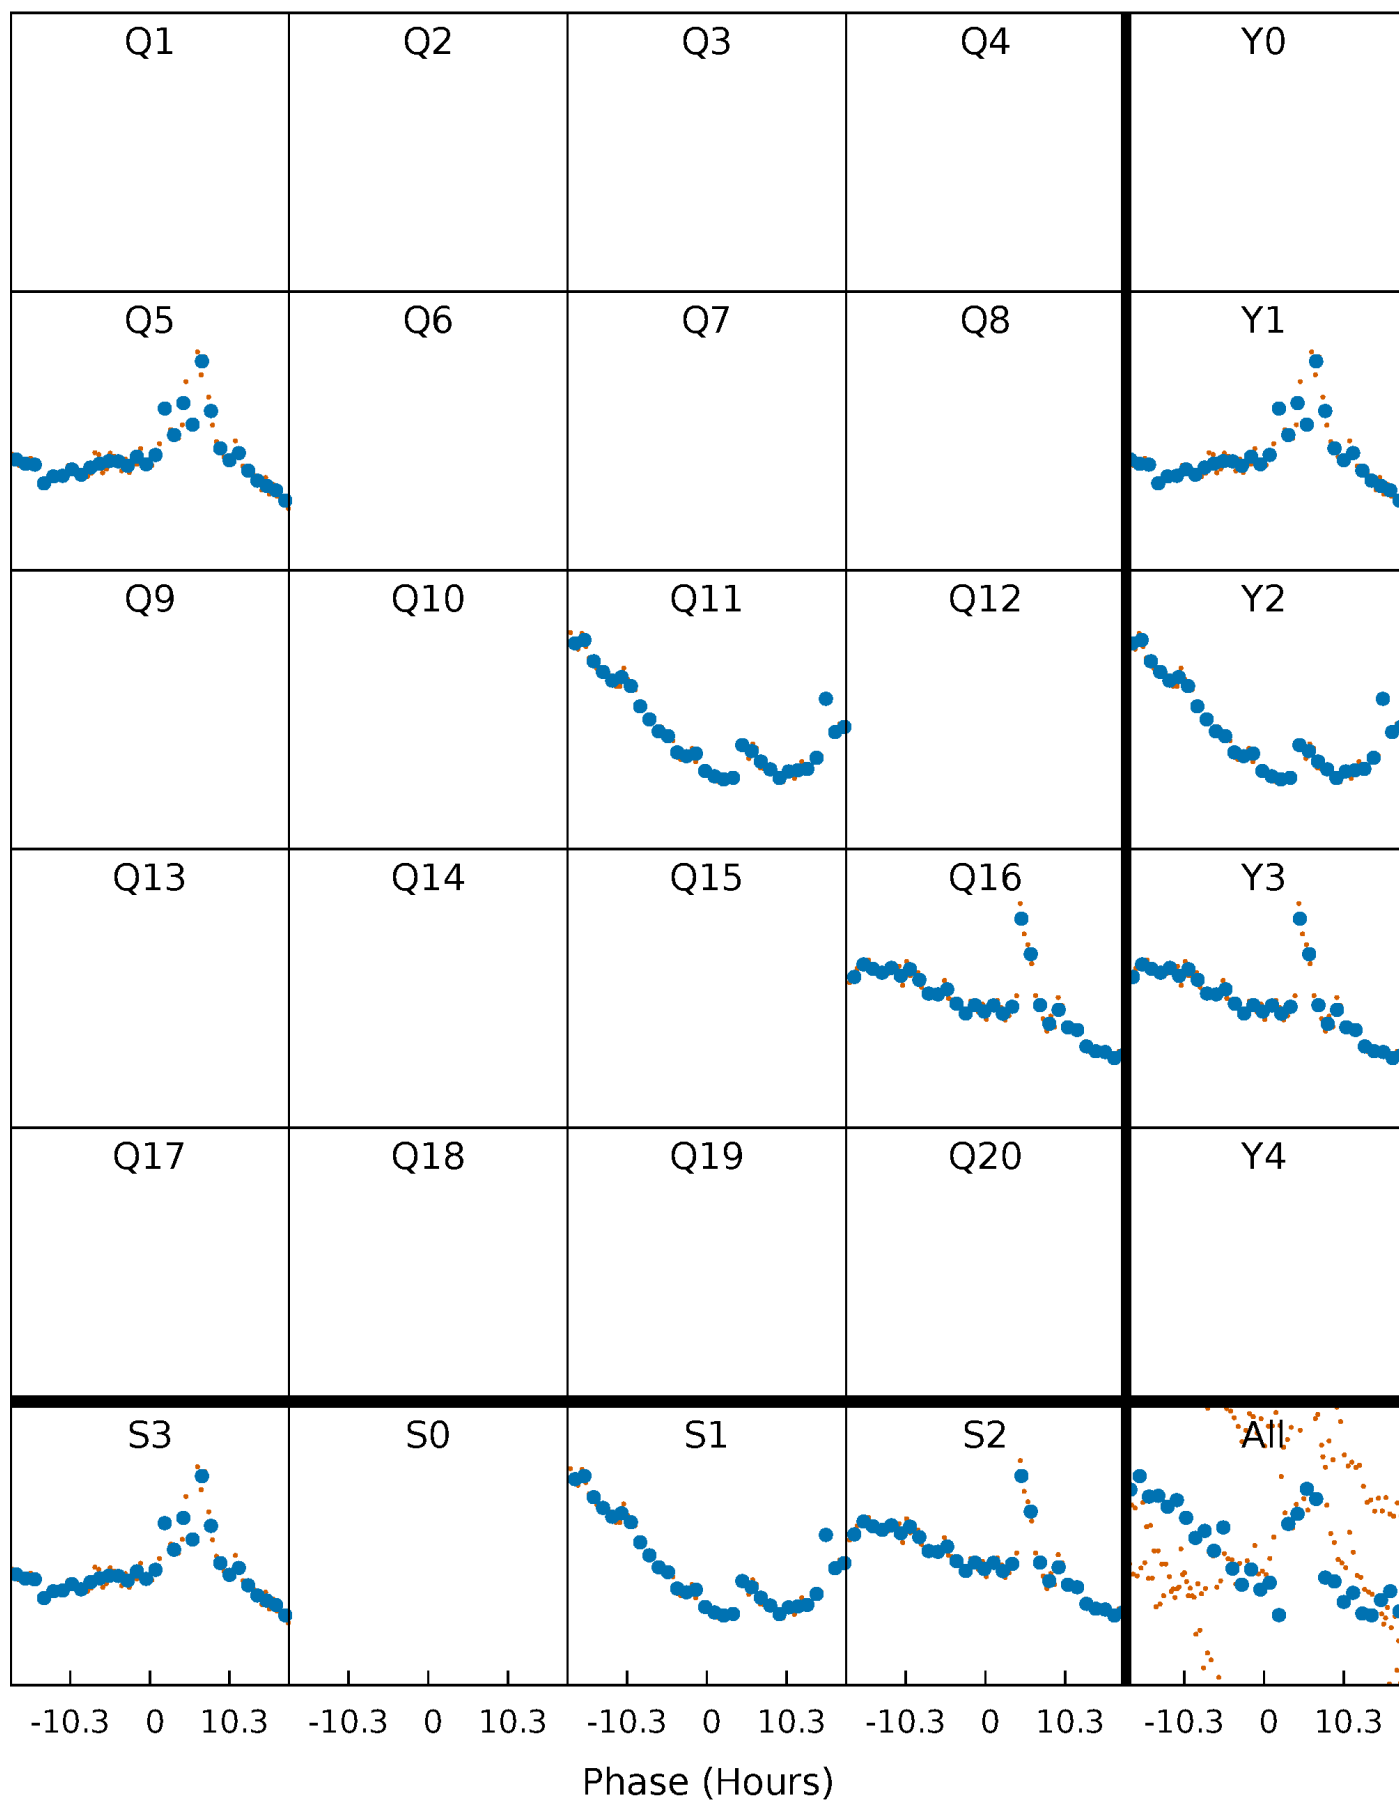 Q1 Q2 Q3 Q4 Y0
Q5 Q6 Q7 Q8 Y1
Q9 Q10 Q11 Q12 Y2
Q13 Q14 Q15 Q16 Y3
Q17 Q18 Q19 Q20 Y4
S3 S0 S1 S2 All
-10.3 0 10.3 -10.3 0 10.3 -10.3 0 10.3 -10.3 0 10.3 -10.3 0 10.3
Phase (Hours)